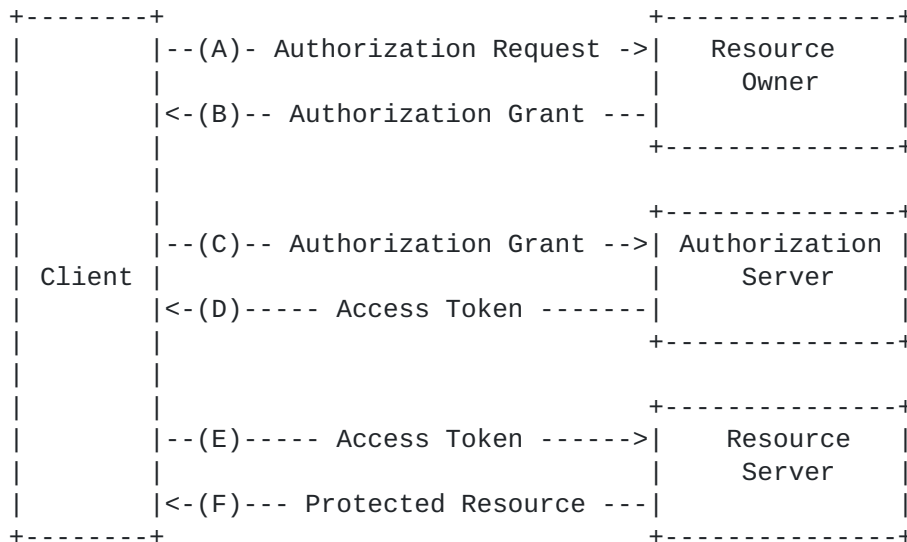 +--------+                               +---------------+
|        |--(A)- Authorization Request ->|   Resource    |
|        |                               |     Owner     |
|        |<-(B)-- Authorization Grant ---|               |
|        |                               +---------------+
|        |
|        |                               +---------------+
|        |--(C)-- Authorization Grant -->| Authorization |
| Client |                               |     Server    |
|        |<-(D)----- Access Token -------|               |
|        |                               +---------------+
|        |
|        |                               +---------------+
|        |--(E)----- Access Token ------>|    Resource   |
|        |                               |     Server    |
|        |<-(F)--- Protected Resource ---|               |
+--------+                               +---------------+